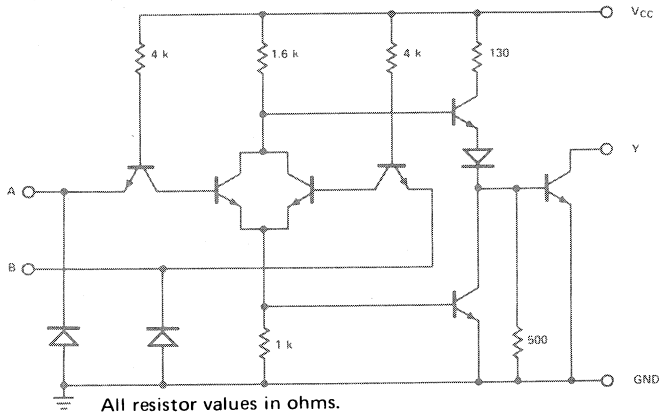 VCC
4 k
1.6 k
4 k
130
Y
A
B
1 k
500
GND
All resistor values in ohms.